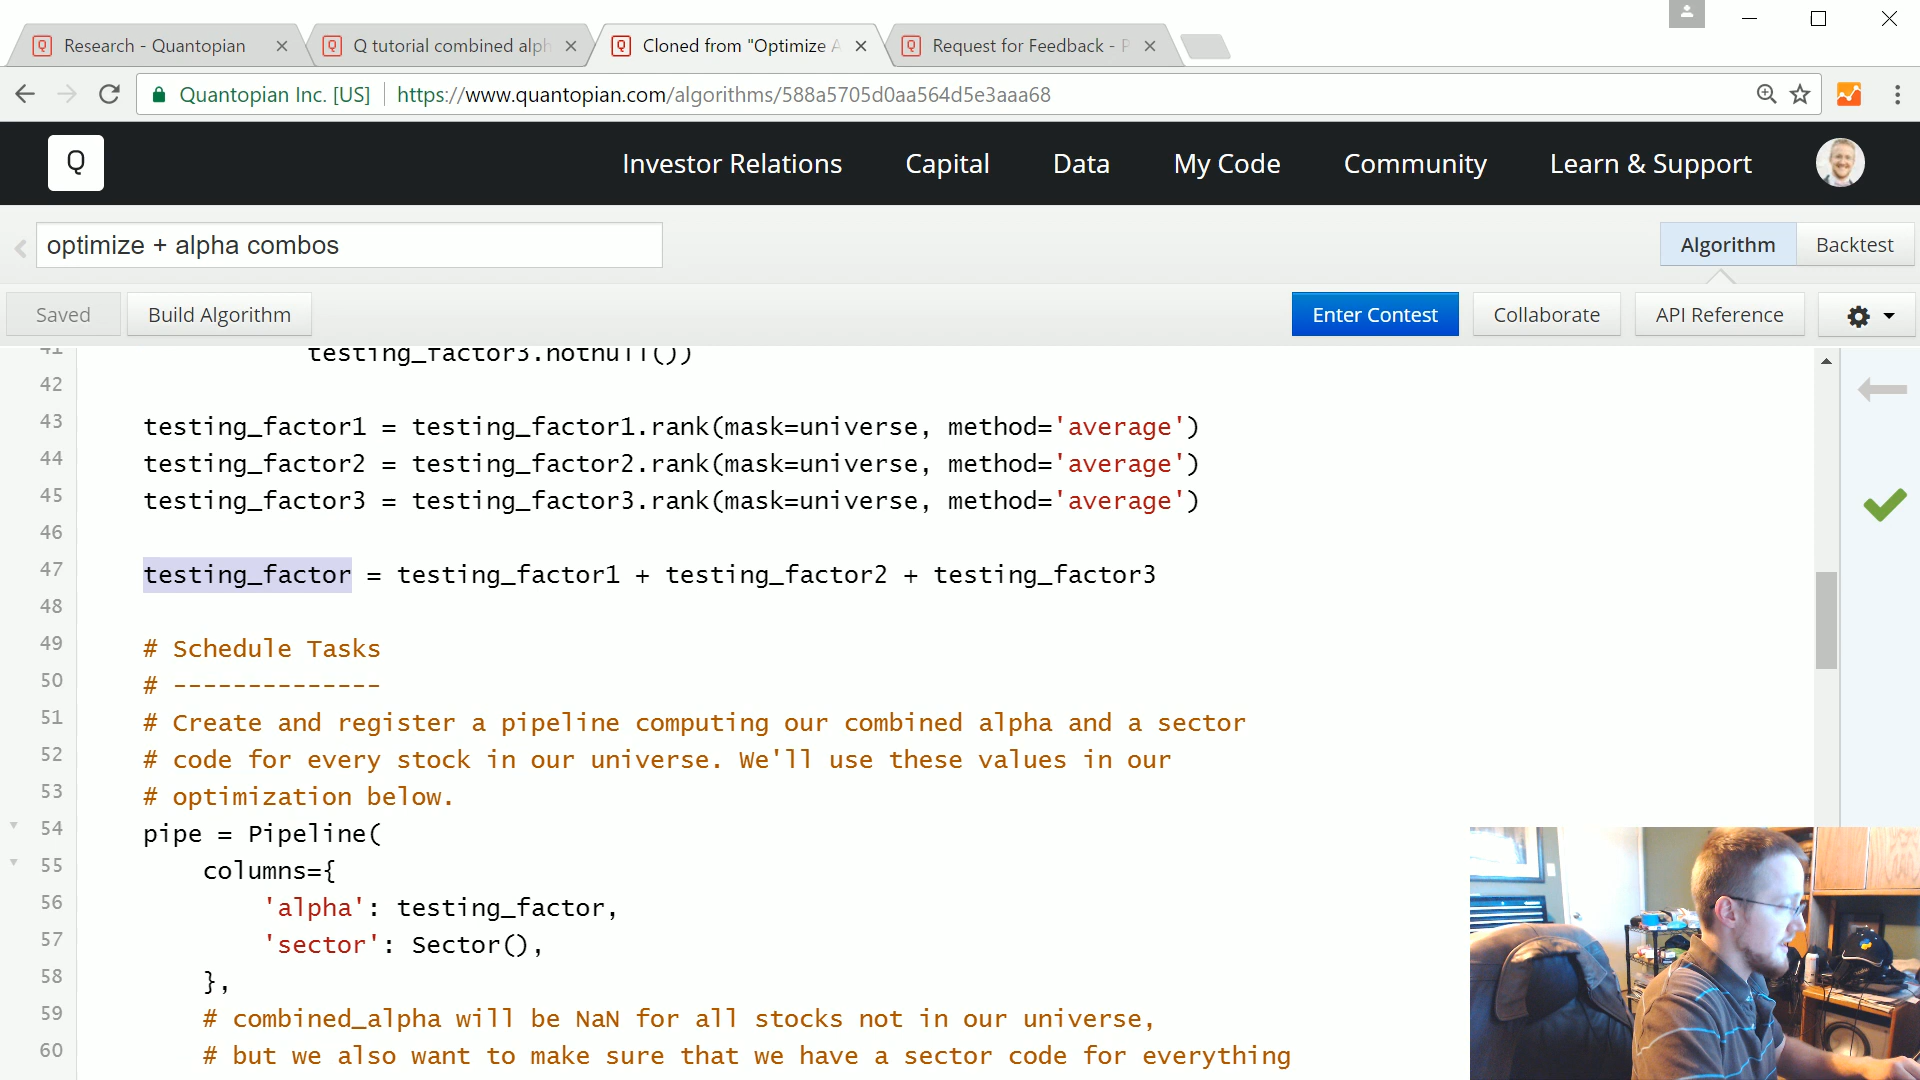 Research - Quantopian
Q tutorial combined alph
Cloned from "Optimize A
Request for Feedback - P
Quantopian Inc. [US]
https://www.quantopian.com/algorithms/588a5705d0aa564d5e3aaa68
Q
Investor Relations
Capital
Data
My Code
Community
Learn & Support
optimize + alpha combos
Algorithm
Backtest
Saved
Build Algorithm
Enter Contest
Collaborate
API Reference
41 testing_factor3.notnull())
42
43 testing_factor1 = testing_factor1.rank(mask=universe, method='average')
44 testing_factor2 = testing_factor2.rank(mask=universe, method='average')
45 testing_factor3 = testing_factor3.rank(mask=universe, method='average')
46
47 testing_factor = testing_factor1 + testing_factor2 + testing_factor3
48
49 # Schedule Tasks
50 # --------------
51 # Create and register a pipeline computing our combined alpha and a sector
52 # code for every stock in our universe. We'll use these values in our
53 # optimization below.
54 pipe = Pipeline(
55 columns={
56 'alpha': testing_factor,
57 'sector': Sector(),
58 },
59 # combined_alpha will be NaN for all stocks not in our universe,
60 # but we also want to make sure that we have a sector code for everything